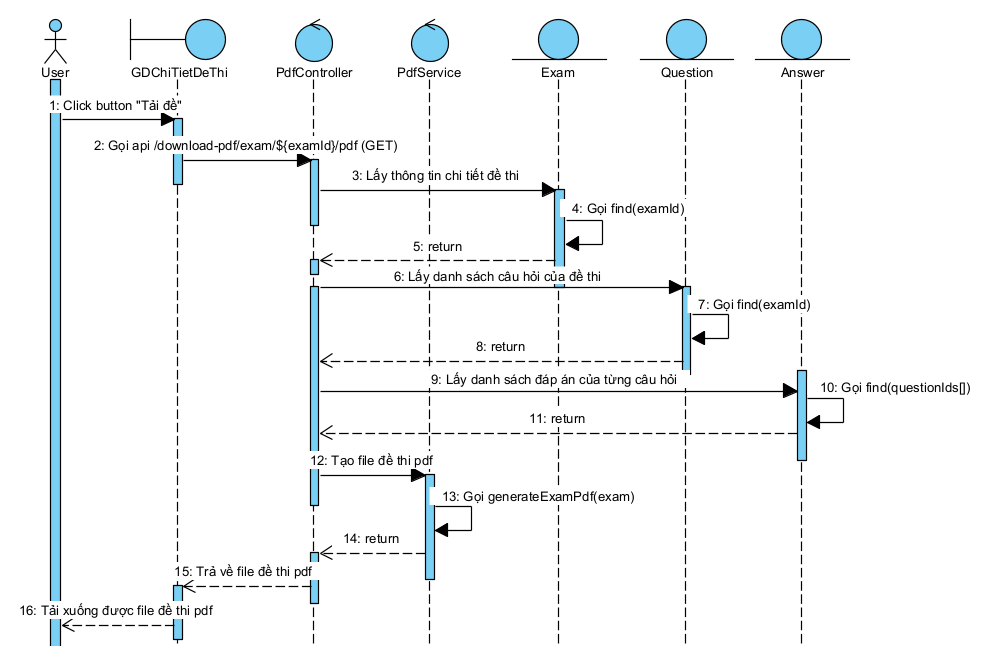 User
GDChiTietDeThi
PdfController
PdfService
Exam
Question
Answer
1: Click button "Tải đề"
2: Gọi api /download-pdf/exam/${examId}/pdf (GET)
3: Lấy thông tin chi tiết đề thi
4: Gọi find(examId)
5: return
6: Lấy danh sách câu hỏi của đề thi
7: Gọi find(examId)
8: return
9: Lấy danh sách đáp án của từng câu hỏi
10: Gọi find(questionIds[])
11: return
12: Tạo file đề thi pdf
13: Gọi generateExamPdf(exam)
14: return
15: Trả về file đề thi pdf
16: Tải xuống được file đề thi pdf